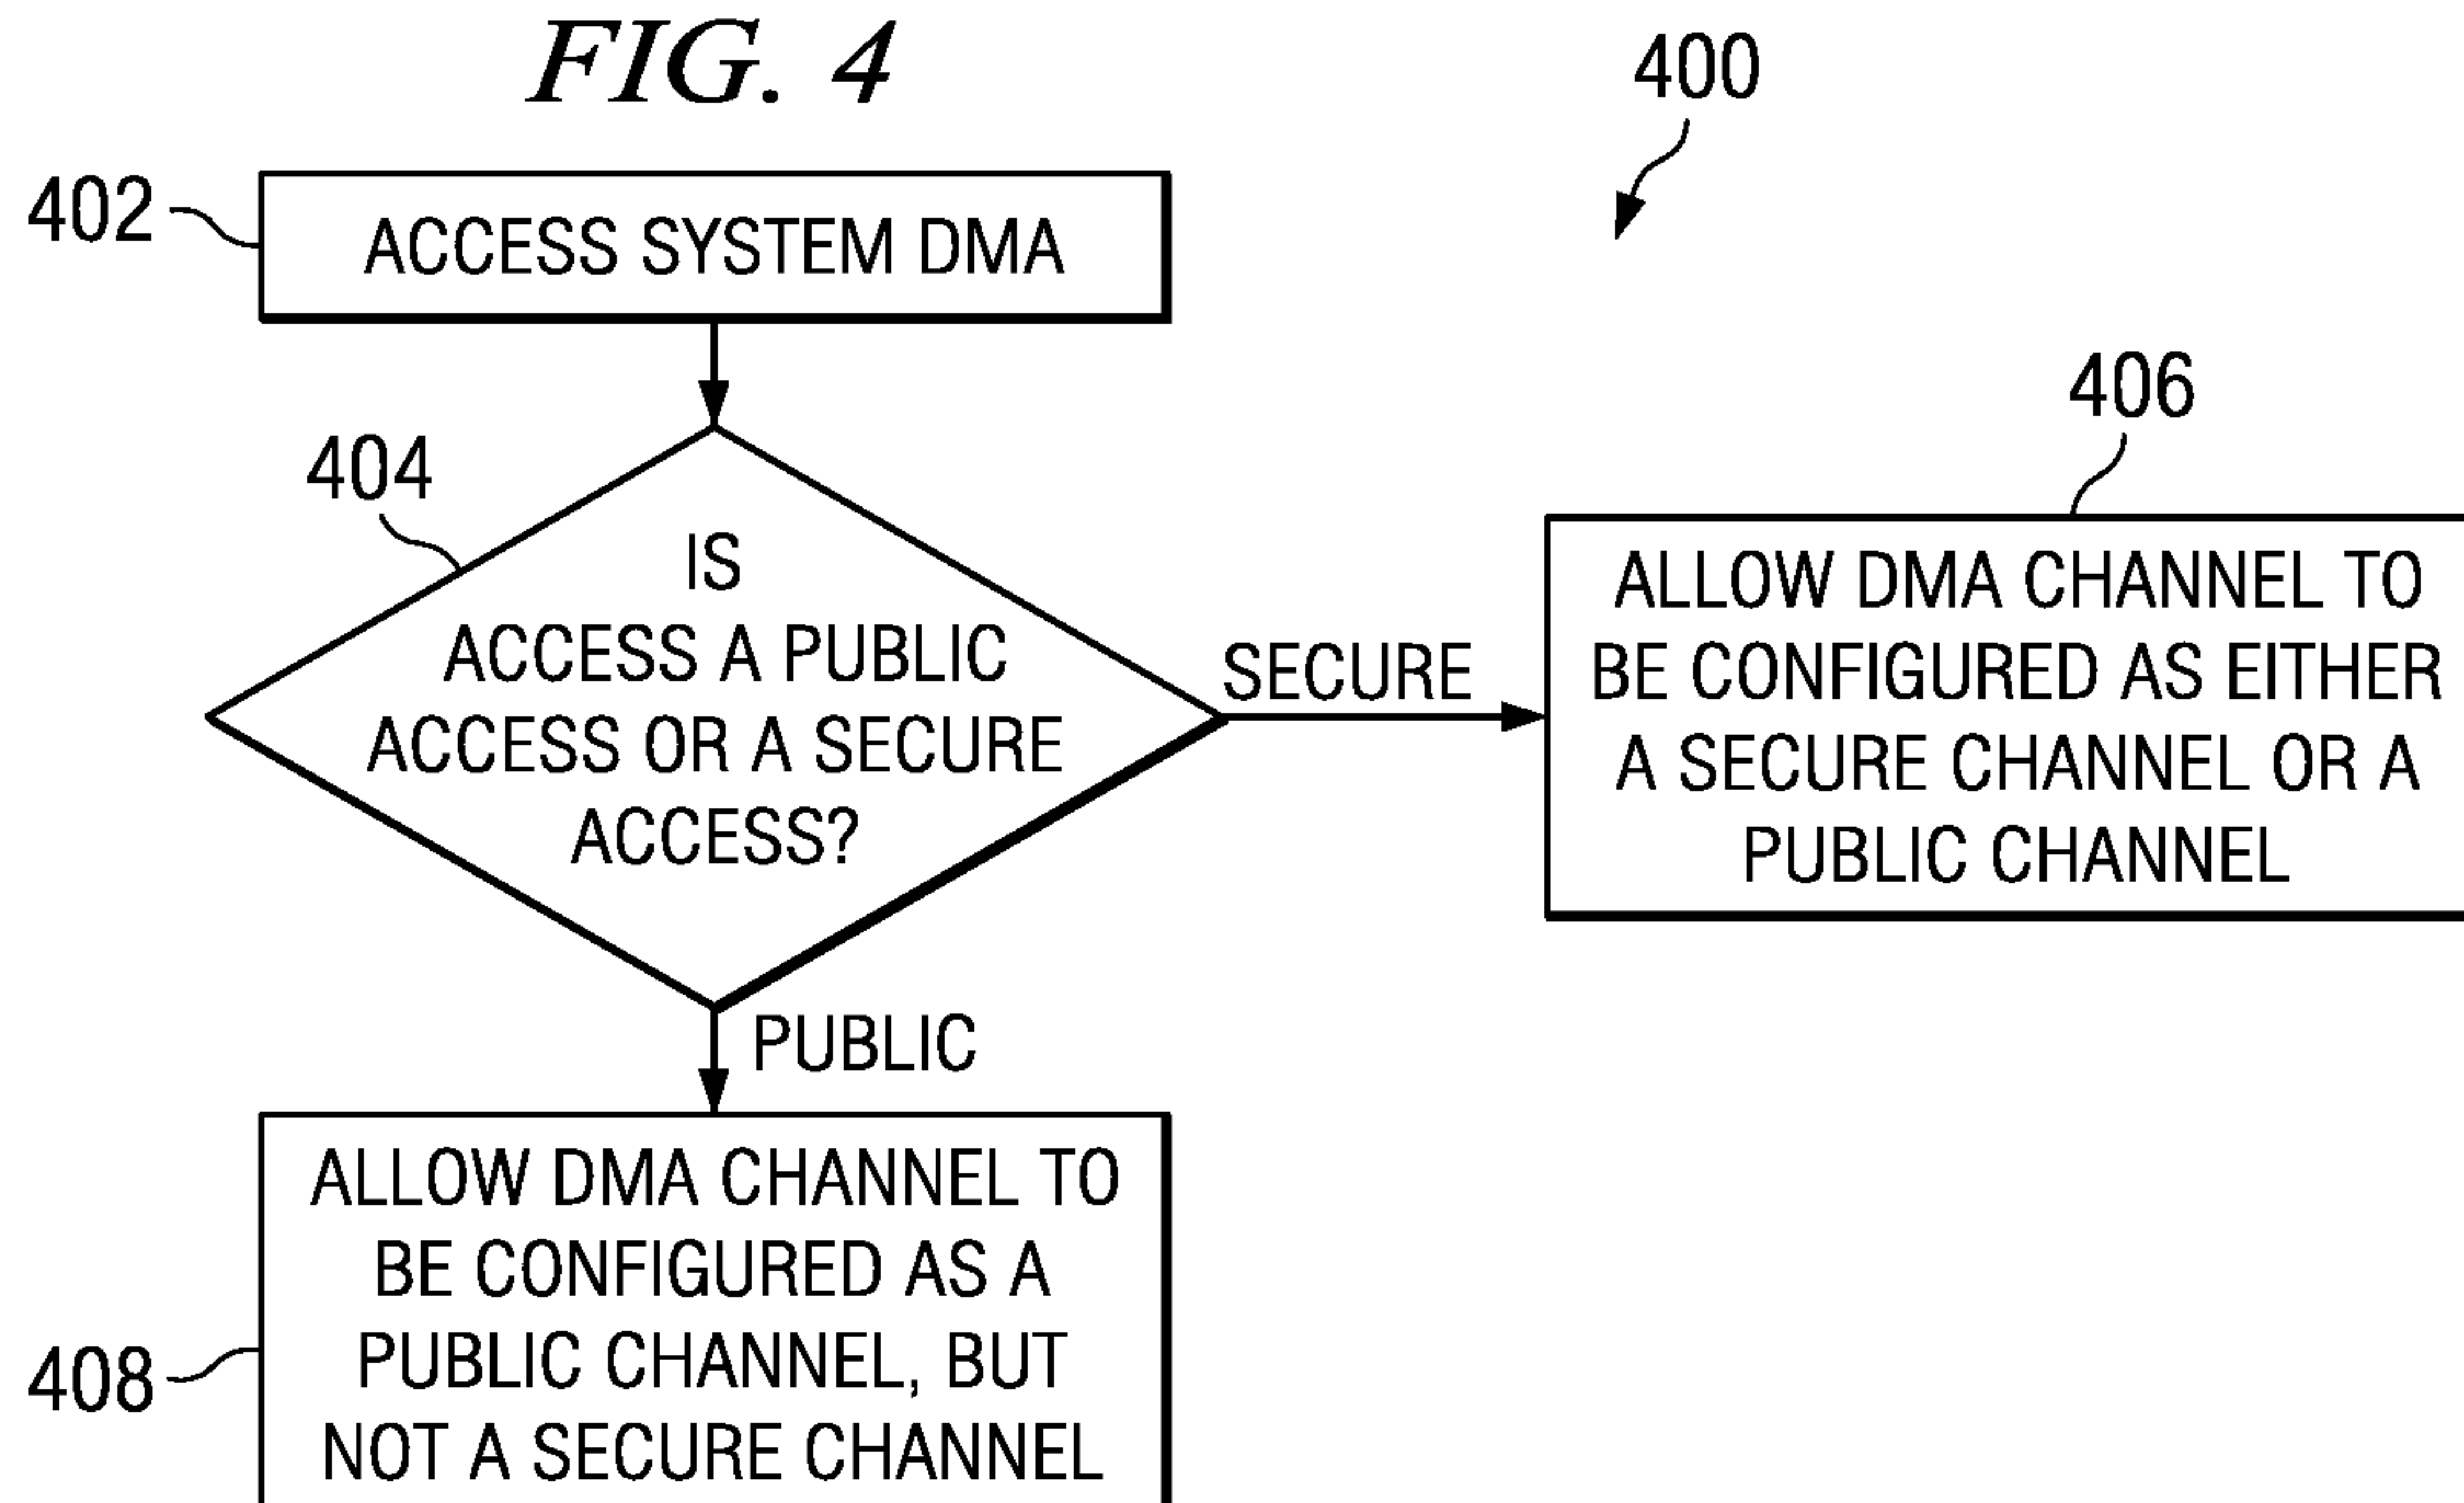 FIG. 4
400
402
ACCESS SYSTEM DMA
404
IS
ACCESS A PUBLIC
ACCESS OR A SECURE
ACCESS?
SECURE
406
ALLOW DMA CHANNEL TO
BE CONFIGURED AS EITHER
A SECURE CHANNEL OR A
PUBLIC CHANNEL
PUBLIC
408
ALLOW DMA CHANNEL TO
BE CONFIGURED AS A
PUBLIC CHANNEL, BUT
NOT A SECURE CHANNEL